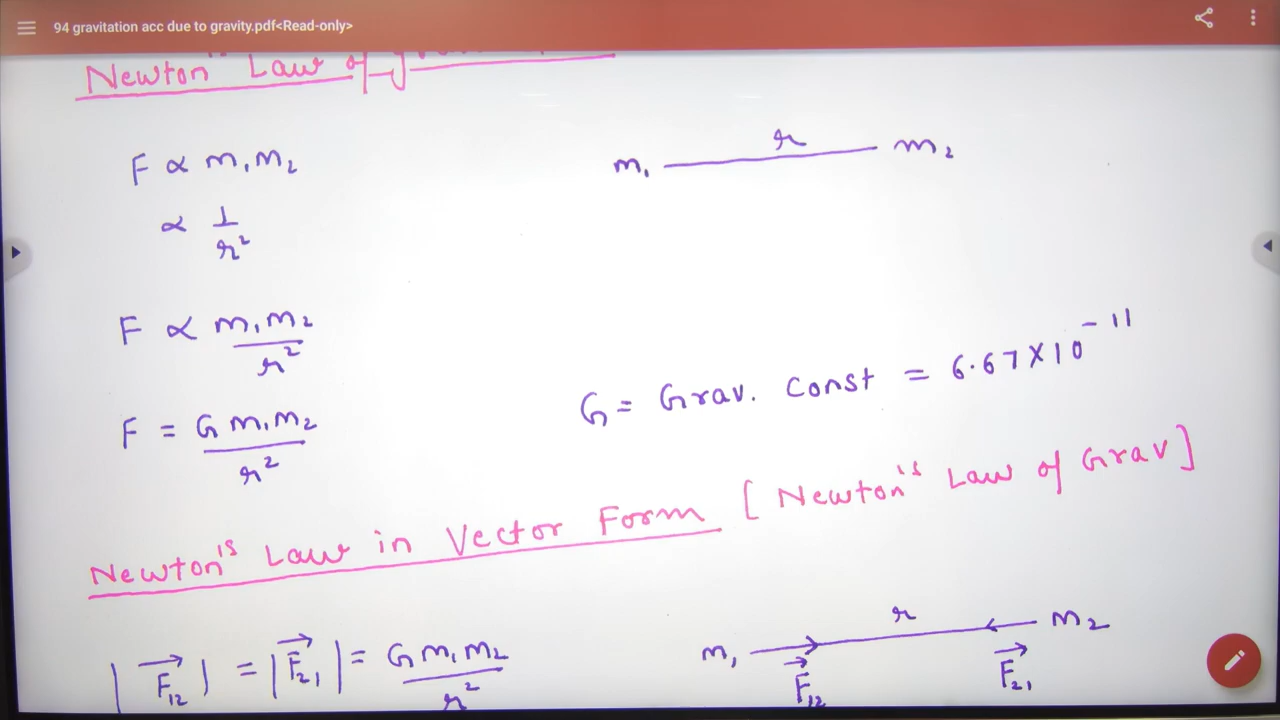 94 gravitation acc due to gravity.pdf<Read-only>
Newton's Law of
F ∝ m₁m₂
m₁ r m₂
∝ 1/r²
F ∝ m₁m₂/r²
G = Grav. Const = 6.67×10⁻¹¹
F = G m₁m₂/r²
Newton's Law in Vector Form [Newton's Law of Grav]
|F₁₂→| = |F₂₁→| = G m₁m₂/r²
m₁ r m₂
F₁₂→ F₂₁→